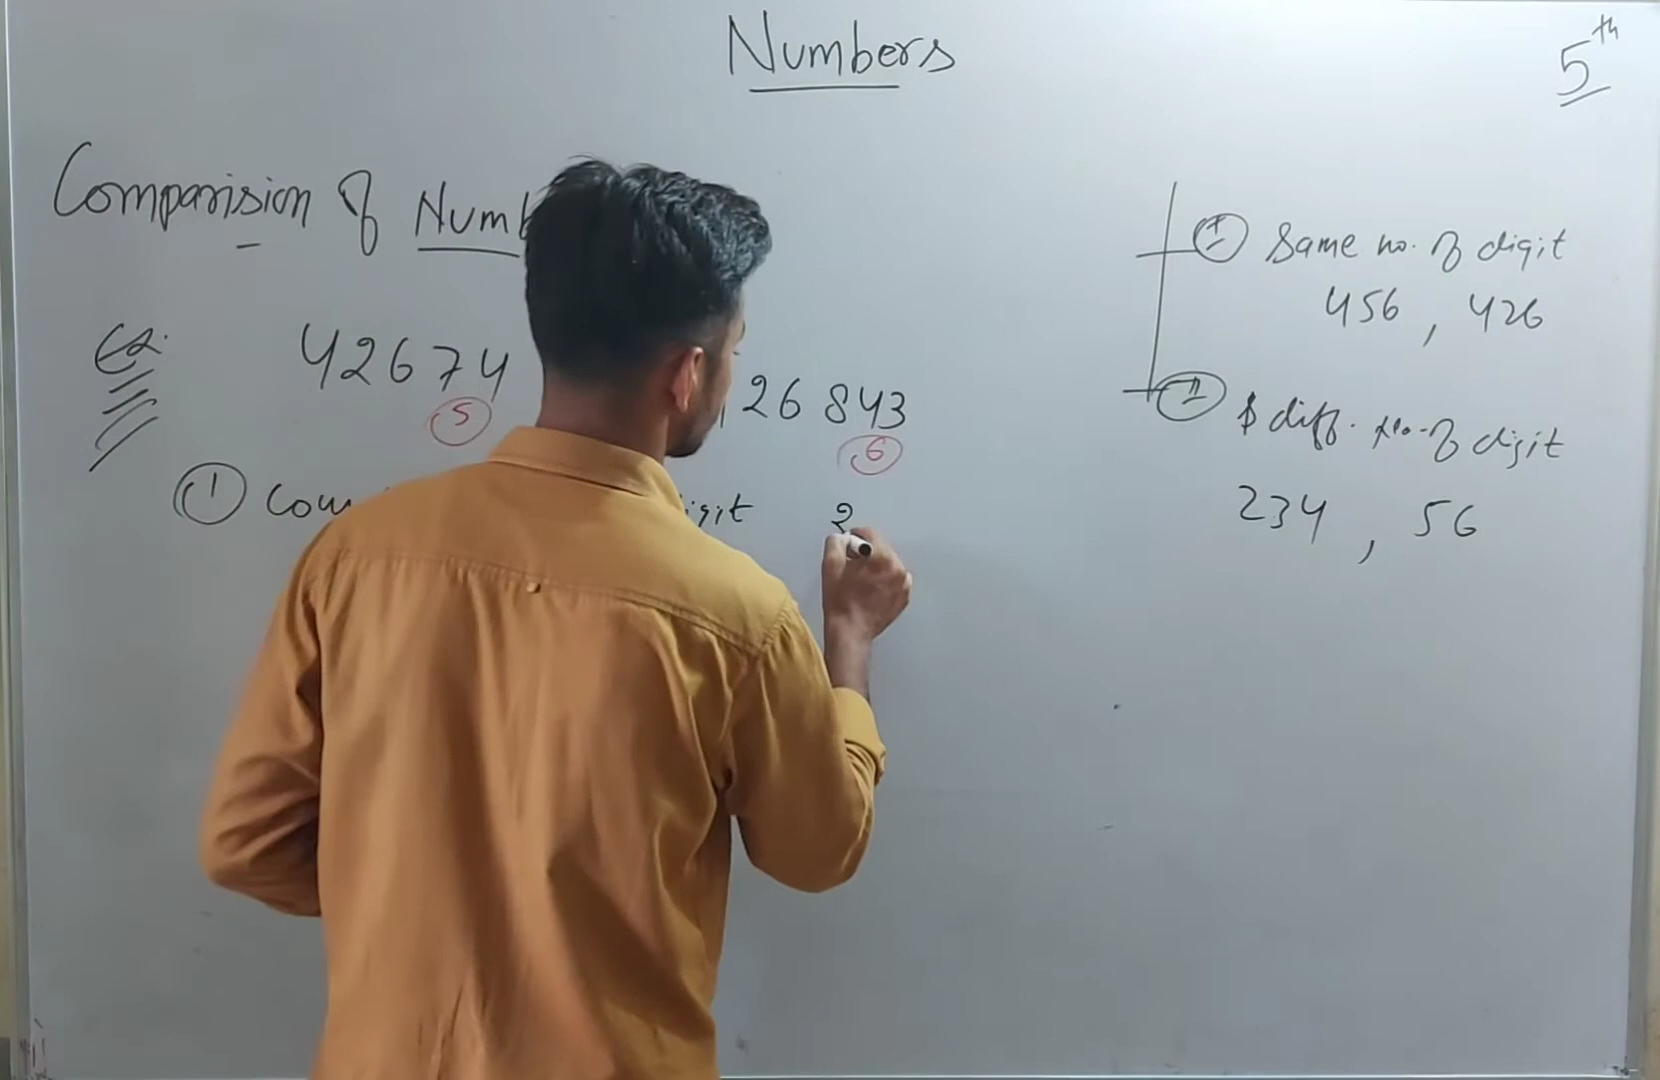 Numbers
5th
Comparision of Numb
Ex. 42674 126843
5 6
1 Cou igit 2
I Same no. of digit
456 , 426
II diff. No. of digit
234 , 56